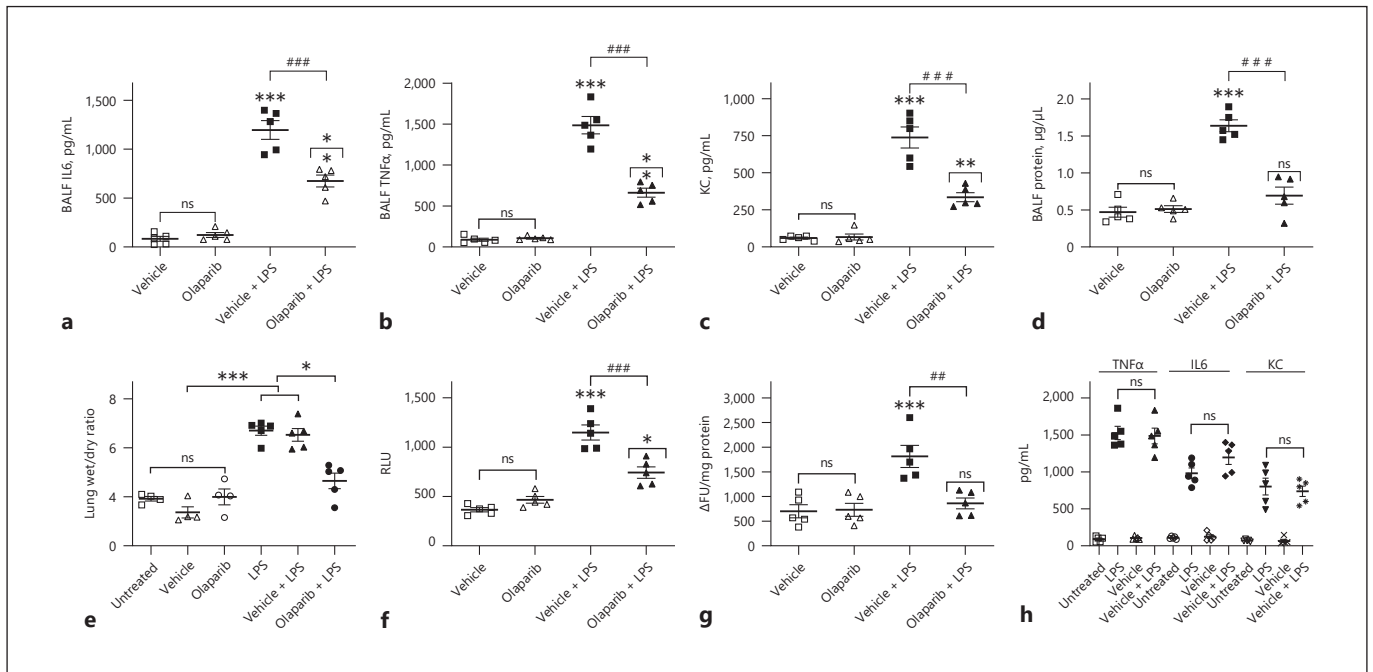 ###
1,500
***
1,000
*
*
500
ns
0
BALF IL6, pg/mL
Vehicle
Olaparib
Vehicle + LPS
Olaparib + LPS
a
###
2,000
***
1,500
1,000
*
*
500
ns
0
BALF TNFα, pg/mL
Vehicle
Olaparib
Vehicle + LPS
Olaparib + LPS
b
# # #
1,000
***
750
500
**
250
ns
0
KC, pg/mL
Vehicle
Olaparib
Vehicle + LPS
Olaparib + LPS
c
# # #
2.0
***
1.5
1.0
ns
ns
0.5
0
BALF protein, μg/μL
Vehicle
Olaparib
Vehicle + LPS
Olaparib + LPS
d
***
*
8
6
ns
4
2
0
Lung wet/dry ratio
Untreated
Vehicle
Olaparib
LPS
Vehicle + LPS
Olaparib + LPS
e
###
1,500
***
1,000
*
ns
500
0
RLU
Vehicle
Olaparib
Vehicle + LPS
Olaparib + LPS
f
##
3,000
***
2,500
2,000
1,500
ns
ns
1,000
500
0
ΔFU/mg protein
Vehicle
Olaparib
Vehicle + LPS
Olaparib + LPS
g
TNFα
IL6
KC
ns
ns
ns
2,000
1,500
1,000
500
0
pg/mL
Untreated
LPS
Vehicle
Vehicle + LPS
Untreated
LPS
Vehicle
Vehicle + LPS
Untreated
LPS
Vehicle
Vehicle + LPS
h